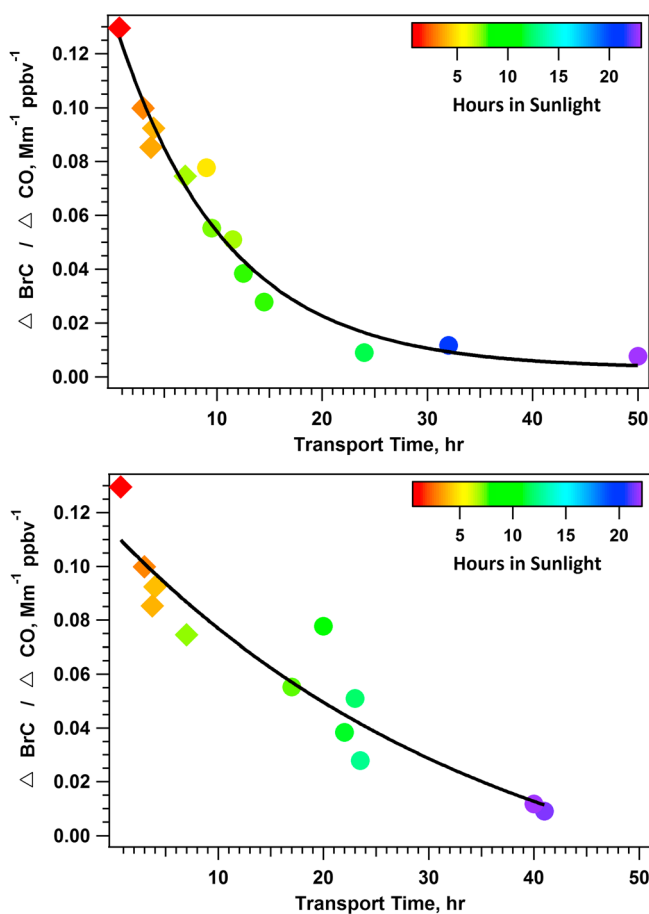 0.12
0.10
0.08
0.06
0.04
0.02
0.00
△ BrC / △ CO, Mm⁻¹ ppbv⁻¹
5 10 15 20
Hours in Sunlight
10 20 30 40 50
Transport Time, hr
0.12
0.10
0.08
0.06
0.04
0.02
0.00
△ BrC / △ CO, Mm⁻¹ ppbv⁻¹
5 10 15 20
Hours in Sunlight
10 20 30 40 50
Transport Time, hr